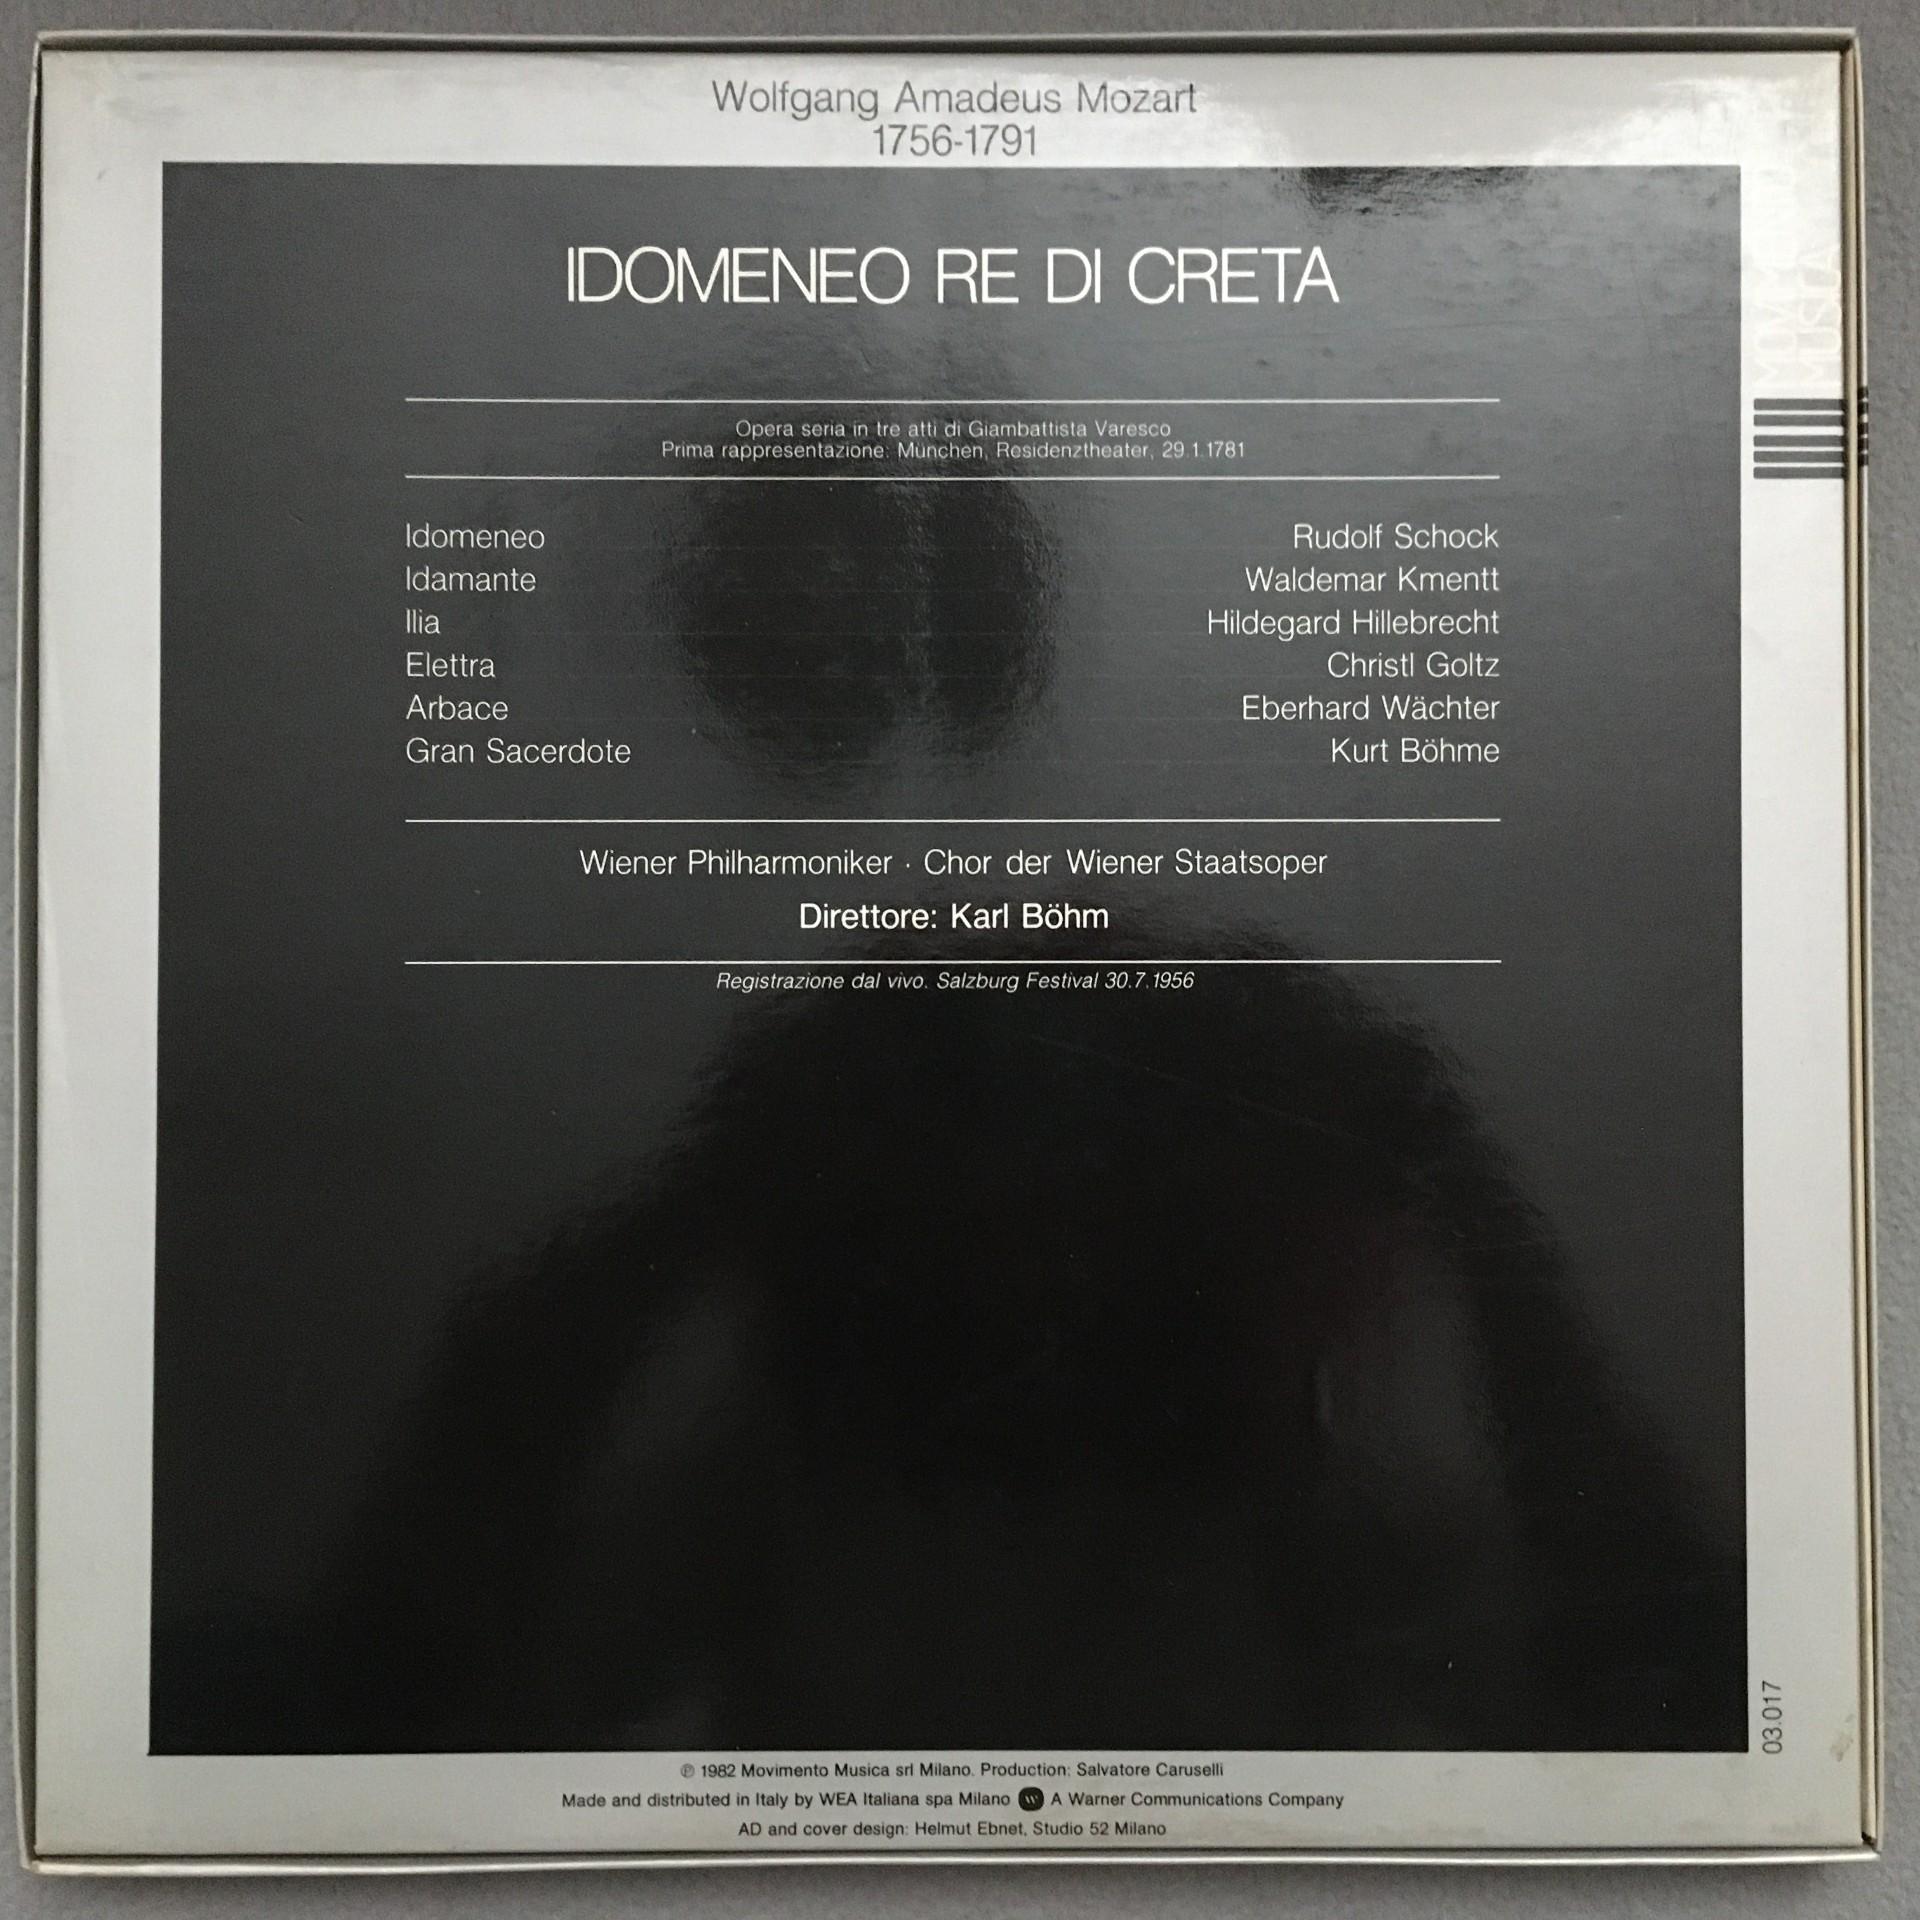 Wolfgang Amadeus Mozart
1756-1791
IDOMENEO RE DI CRETA
Opera seria in tre atti di Giambattista Varesco
Prima rappresentazione: München, Residenztheater, 29.1.1781
Idomeneo Rudolf Schock
Idamante Waldemar Kmentt
Ilia Hildegard Hillebrecht
Elettra Christl Goltz
Arbace Eberhard Wächter
Gran Sacerdote Kurt Böhme
Wiener Philharmoniker · Chor der Wiener Staatsoper
Direttore: Karl Böhm
Registrazione dal vivo. Salzburg Festival 30.7.1956
03.017
℗ 1982 Movimento Musica srl Milano. Production: Salvatore Caruselli
Made and distributed in Italy by WEA Italiana spa Milano W A Warner Communications Company
AD and cover design: Helmut Ebnet, Studio 52 Milano